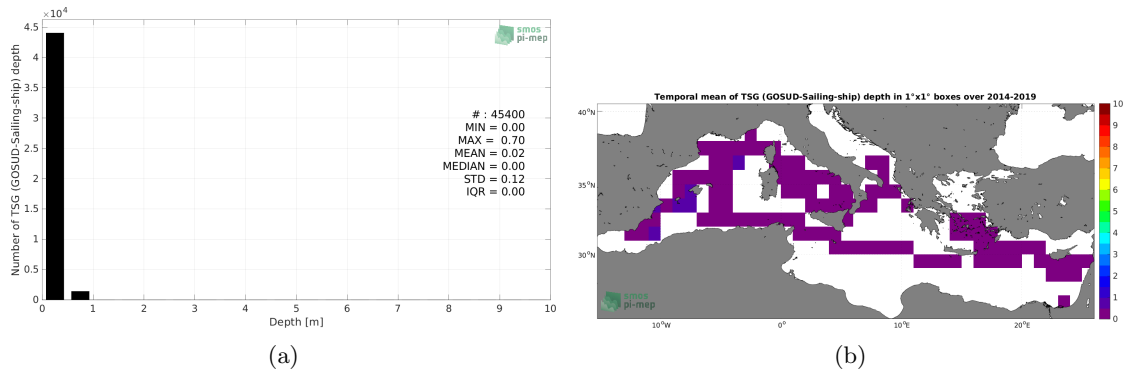 ×10⁴
4.5
4
3.5
3
2.5
2
1.5
1
0.5
0
Number of TSG (GOSUD-Sailing-ship) depth
smos
pi-mep
# : 45400
MIN = 0.00
MAX = 0.70
MEAN = 0.02
MEDIAN = 0.00
STD = 0.12
IQR = 0.00
0 1 2 3 4 5 6 7 8 9 10
Depth [m]
(a)
Temporal mean of TSG (GOSUD-Sailing-ship) depth in 1°x1° boxes over 2014-2019
40°N
35°N
30°N
smos
pi-mep
10°W 0° 10°E 20°E
10
9
8
7
6
5
4
3
2
1
0
(b)